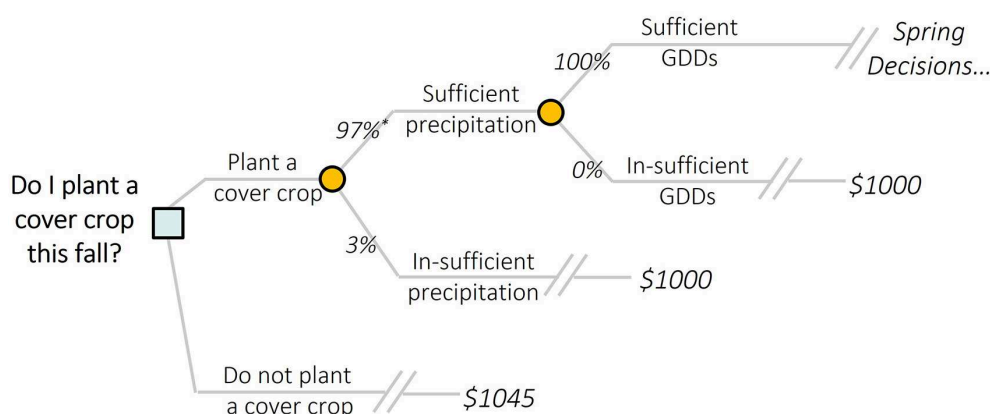 Sufficient
GDDs
Spring
Decisions...
100%
Sufficient
precipitation
97%*
In-sufficient
GDDs
0%
$1000
Plant a
cover crop
Do I plant a
cover crop
this fall?
3%
In-sufficient
precipitation
$1000
Do not plant
a cover crop
$1045